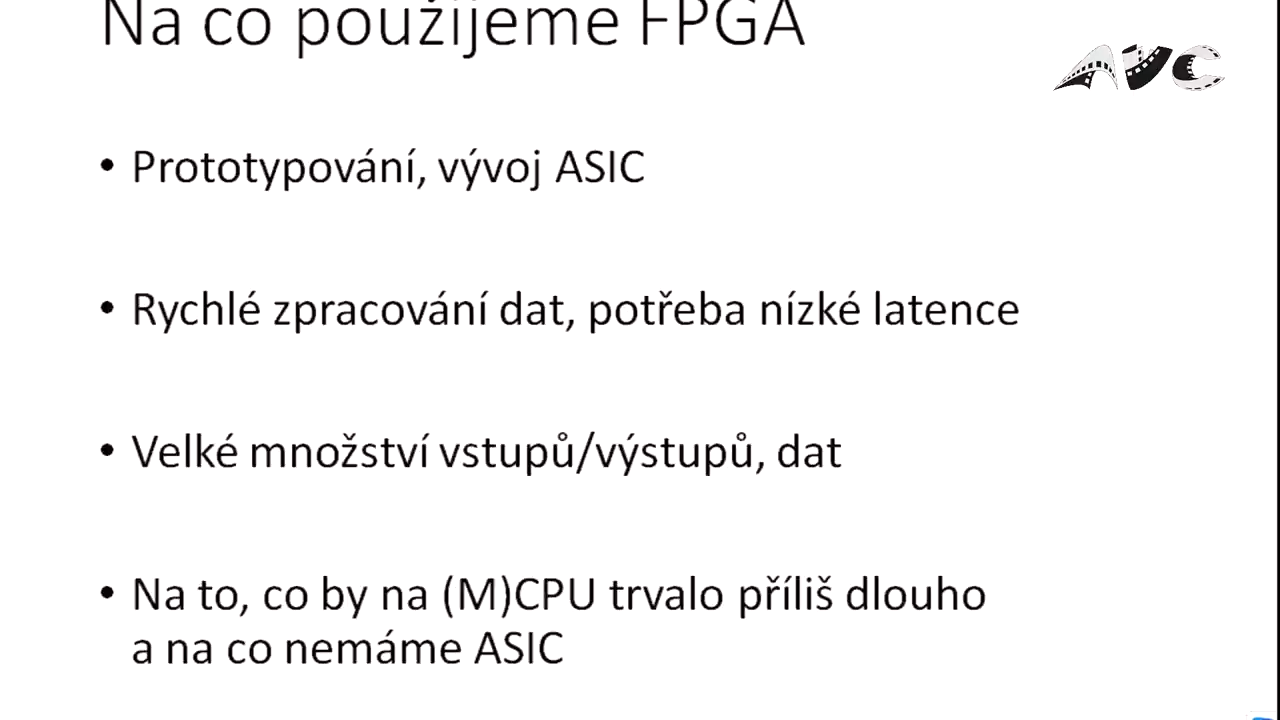 Na co použijeme FPGA
AVC
• Prototypování, vývoj ASIC
• Rychlé zpracování dat, potřeba nízké latence
• Velké množství vstupů/výstupů, dat
• Na to, co by na (M)CPU trvalo příliš dlouho
a na co nemáme ASIC